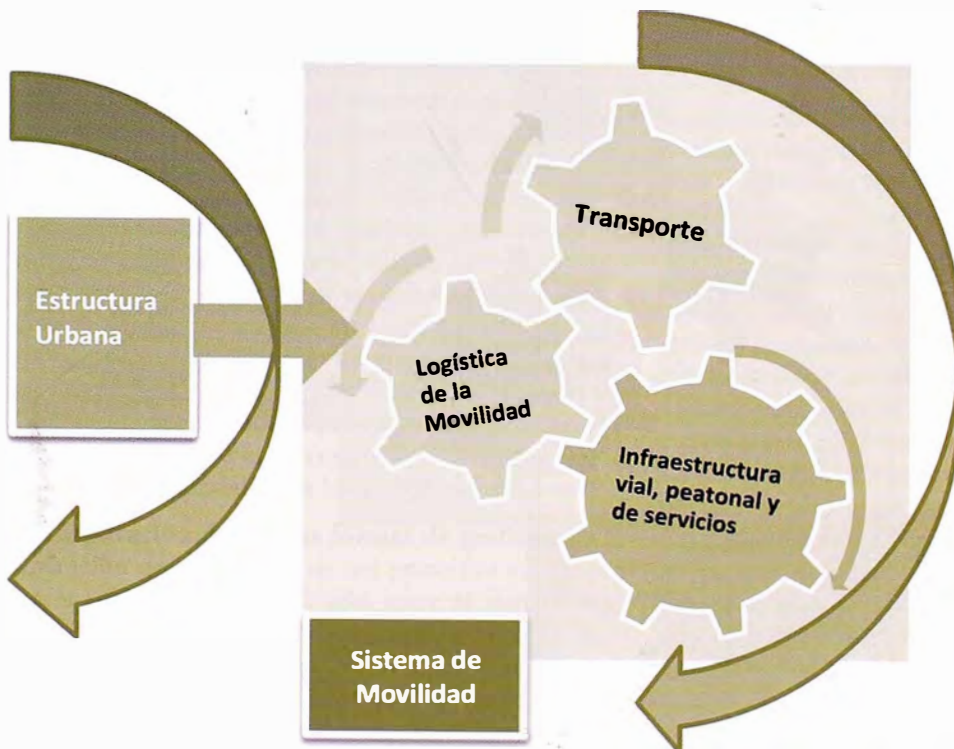 Transporte
Estructura
Urbana
Logística
de la
Movilidad
Infraestructura
vial, peatonal y
de servicios
Sistema de
Movilidad